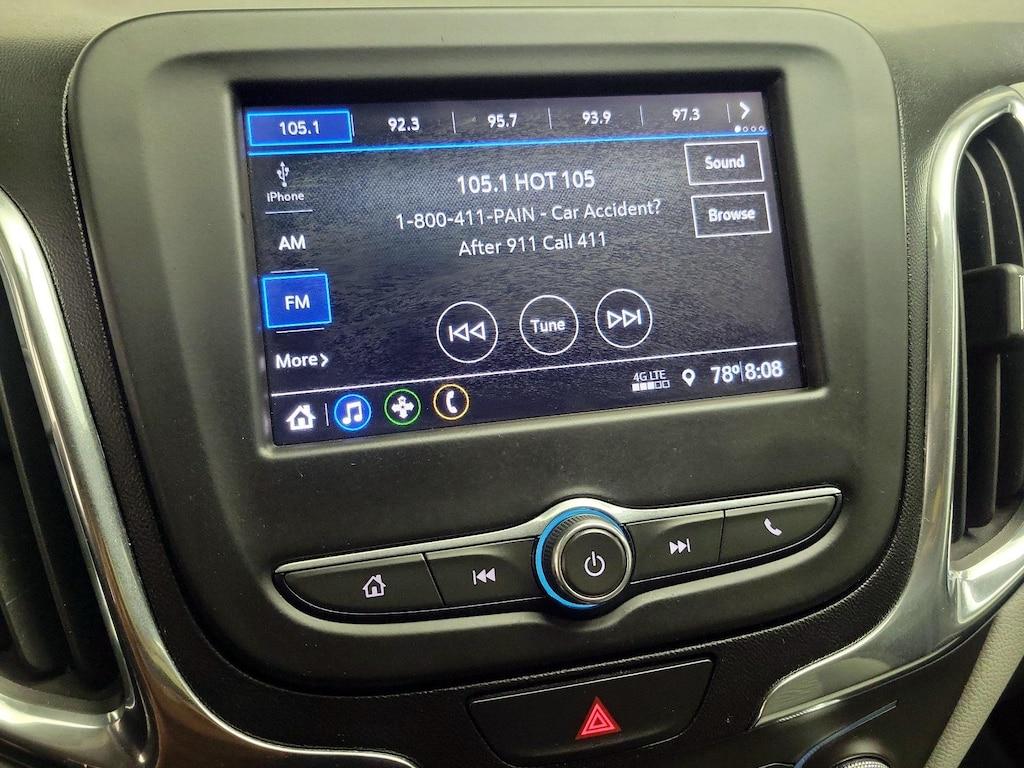 105.1 92.3 95.7 93.9 97.3
iPhone
Sound
105.1 HOT 105
1-800-411-PAIN - Car Accident?
Browse
AM
After 911 Call 411
FM
Tune
More
4G LTE
78° 8:08